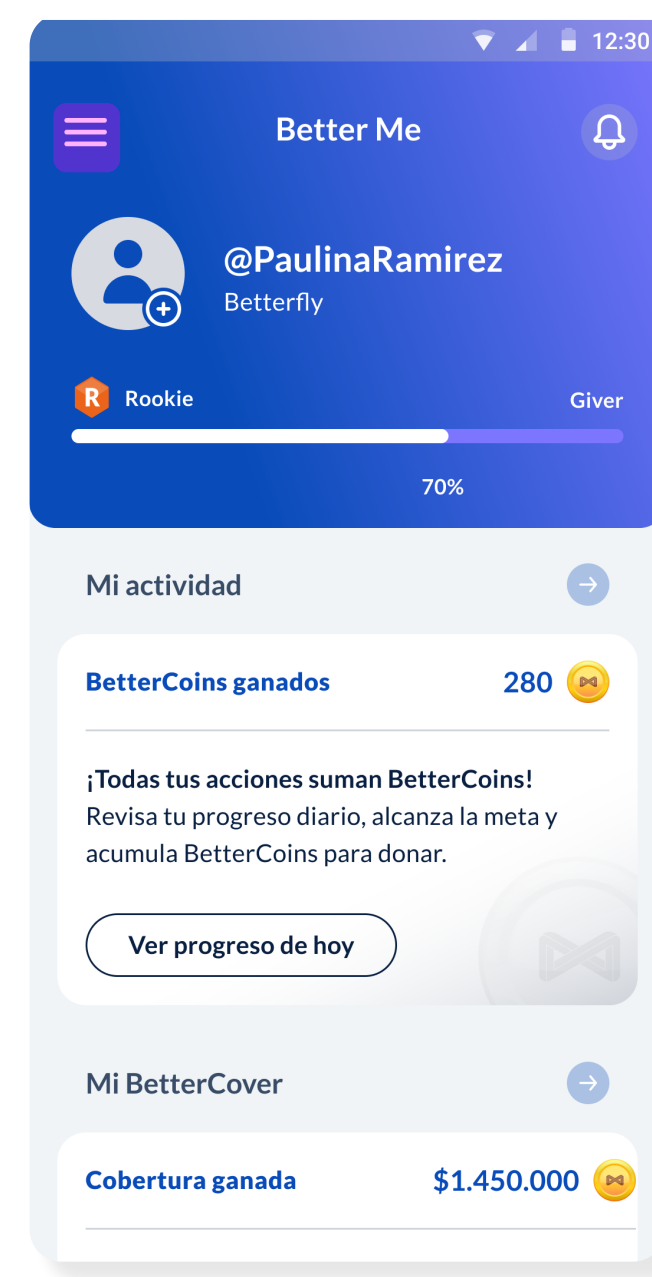 12:30
Better Me
@PaulinaRamirez
Betterfly
R Rookie
Giver
70%
Mi actividad
BetterCoins ganados 280
¡Todas tus acciones suman BetterCoins!
Revisa tu progreso diario, alcanza la meta y
acumula BetterCoins para donar.
Ver progreso de hoy
Mi BetterCover
Cobertura ganada $1.450.000